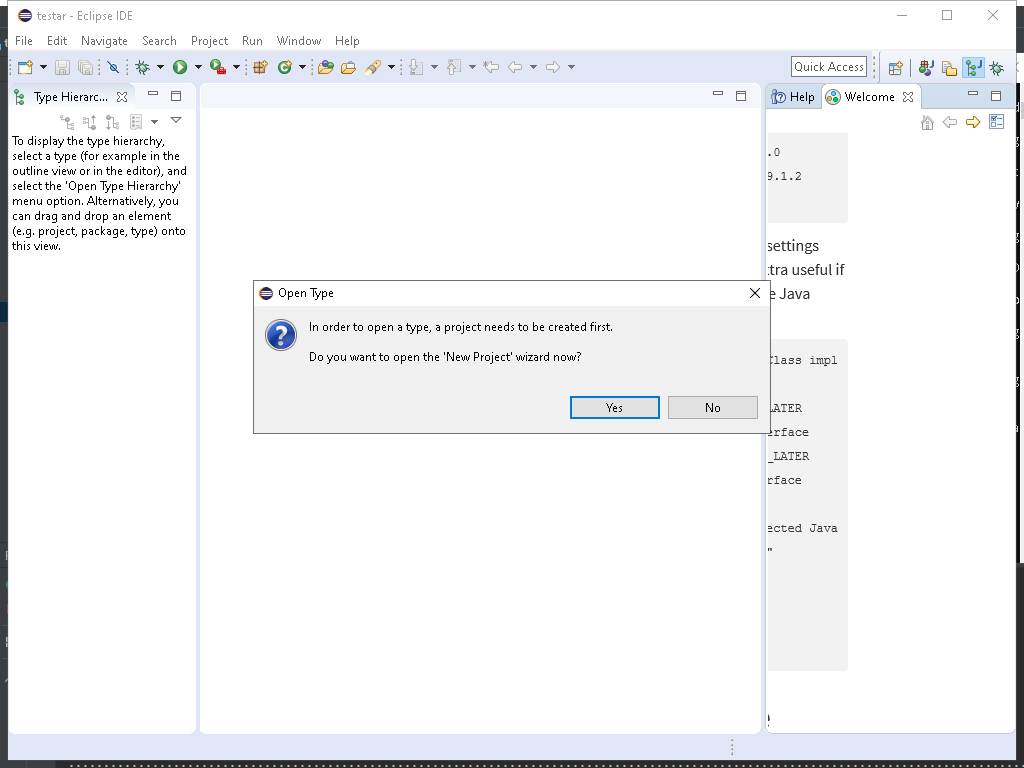 testar - Eclipse IDE
File Edit Navigate Search Project Run Window Help
Quick Access
Type Hierarc...
Help
Welcome
To display the type hierarchy,
select a type (for example in the
outline view or in the editor), and
select the 'Open Type Hierarchy'
menu option. Alternatively, you
can drag and drop an element
(e.g. project, package, type) onto
this view.
.0
9.1.2
settings
tra useful if
e Java
Class impl
LATER
erface
_LATER
rface
ected Java
"
Open Type
In order to open a type, a project needs to be created first.
Do you want to open the 'New Project' wizard now?
Yes
No